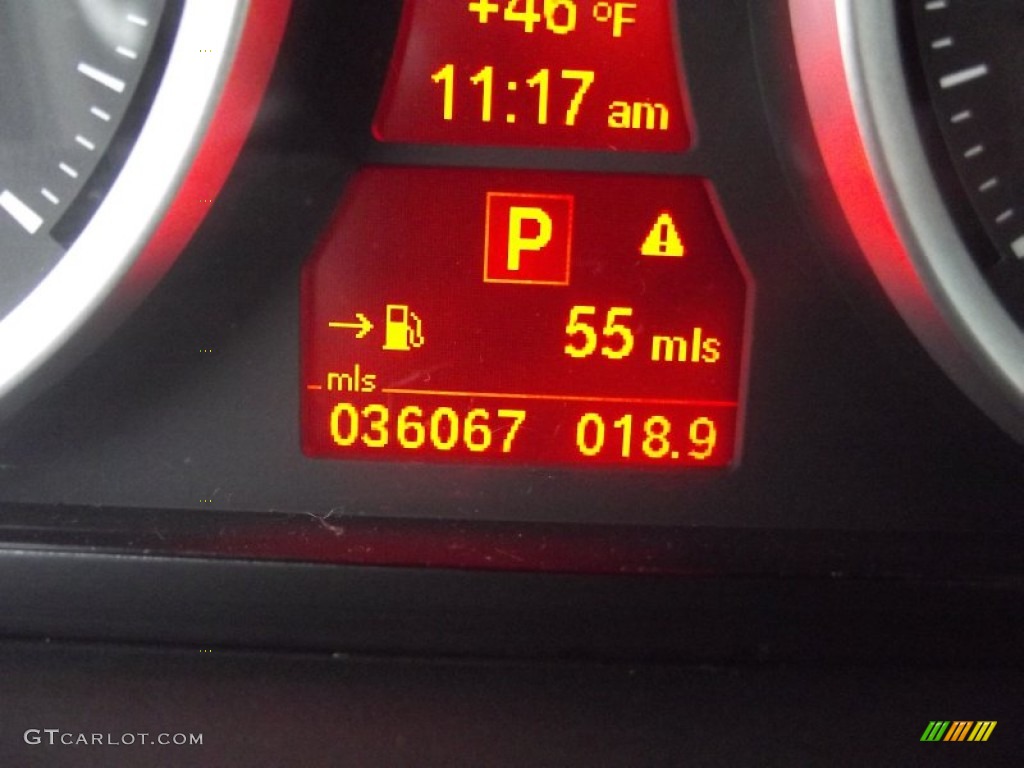 +46 °F
11:17 am
P
55 mls
mls
036067 018.9
GTCARLOT.COM